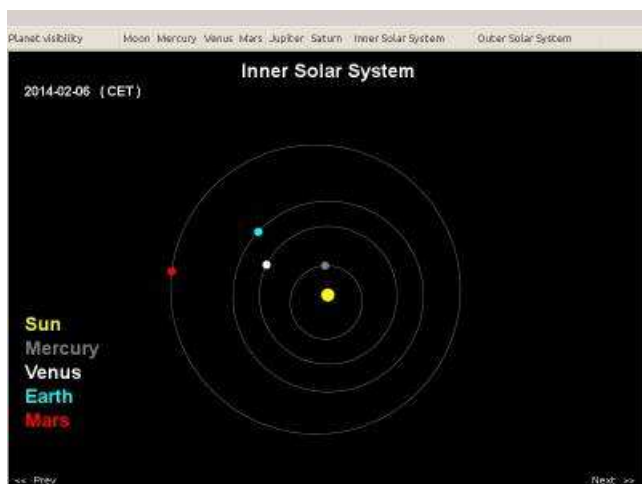 Planet visibility Moon Mercury Venus Mars Jupiter Saturn Inner Solar System Outer Solar System
Inner Solar System
2014-02-06 (CET)
Sun
Mercury
Venus
Earth
Mars
<< Prev Next >>